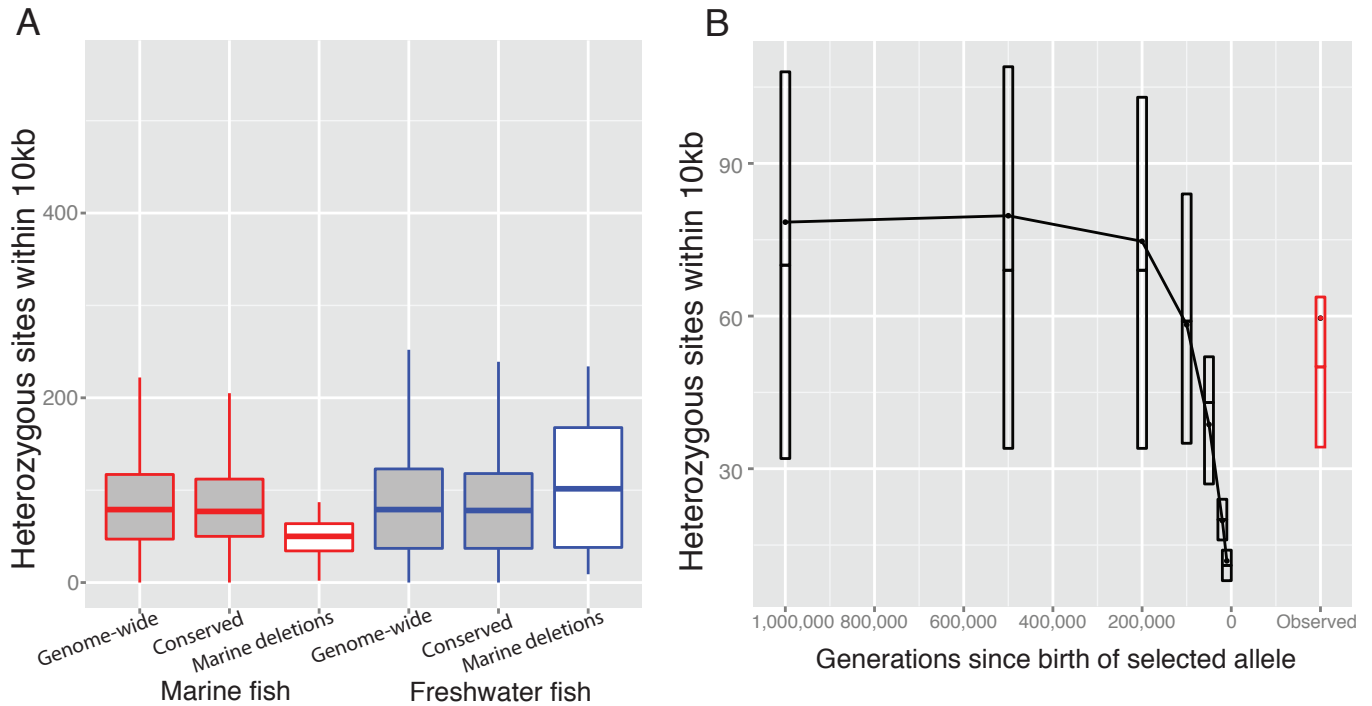 A
Heterozygous sites within 10kb
400
200
0
Genome-wide
Conserved
Marine deletions
Genome-wide
Conserved
Marine deletions
Marine fish
Freshwater fish
B
Heterozygous sites within 10kb
90
60
30
1,000,000
800,000
600,000
400,000
200,000
0
Observed
Generations since birth of selected allele